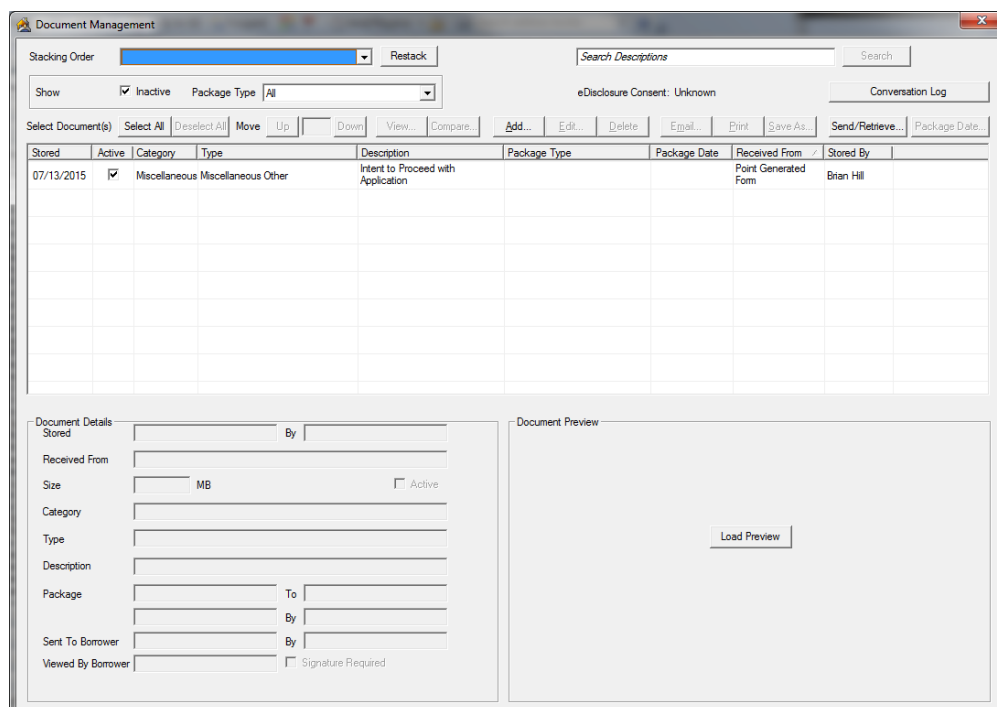 Document Management
X
Stacking Order Restack Search Descriptions Search
Show Inactive Package Type All eDisclosure Consent: Unknown Conversation Log
Select Document(s) Select All Deselect All Move Up Down View... Compare... Add... Edit... Delete Email... Print Save As... Send/Retrieve... Package Date...
Stored Active Category Type Description Package Type Package Date Received From Stored By
07/13/2015 Miscellaneous Miscellaneous Other Intent to Proceed with Point Generated Brian Hill
Application Form
Document Details Document Preview
Stored By
Received From
Size MB Active
Category
Type Load Preview
Description
Package To
By
Sent To Borrower By
Viewed By Borrower Signature Required